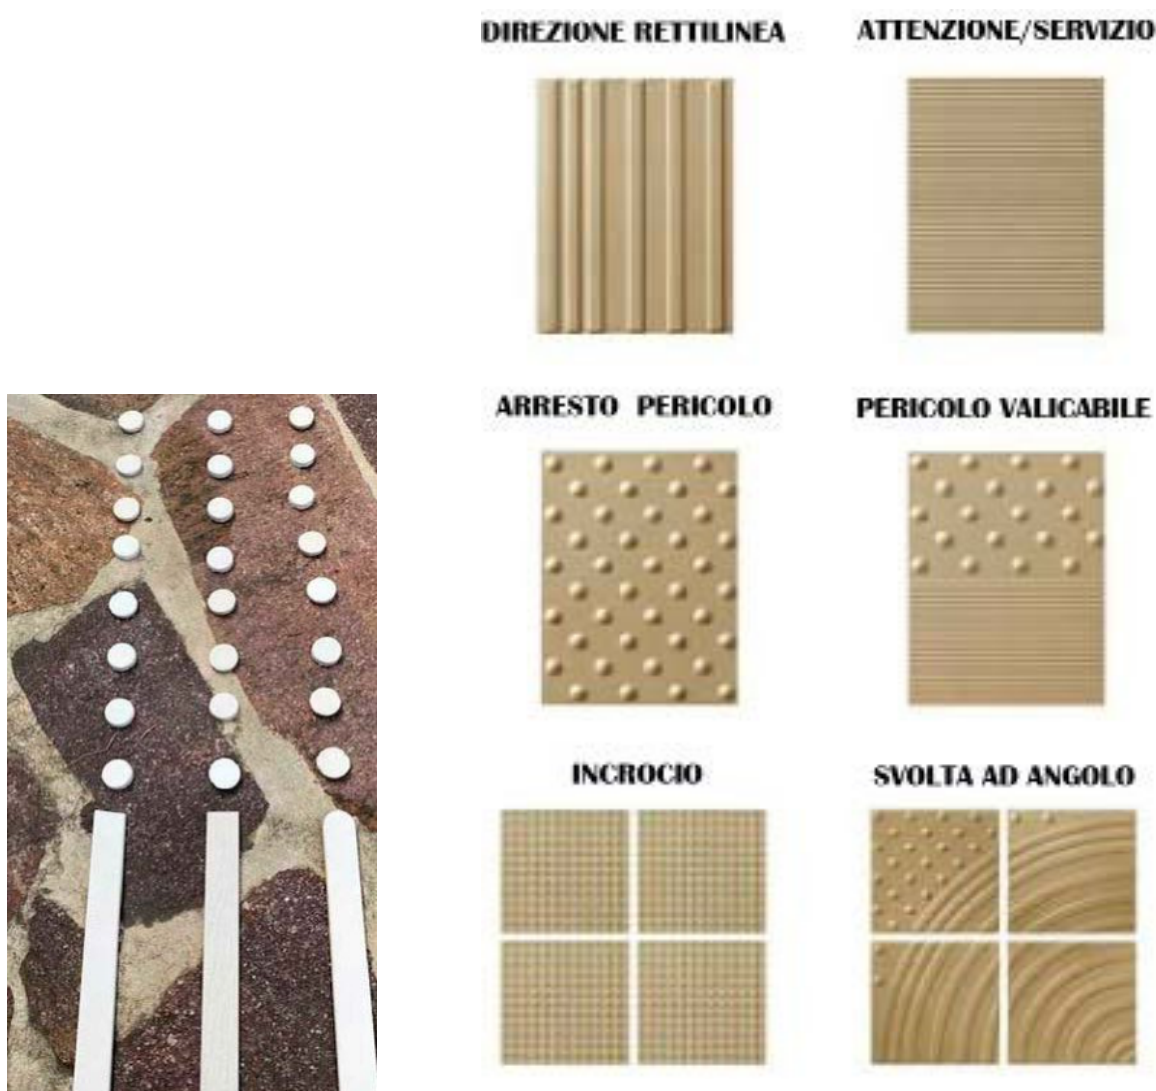 DIREZIONE RETTILINEA
ATTENZIONE/SERVIZIO
ARRESTO PERICOLO
PERICOLO VALICABILE
INCROCIO
SVOLTA AD ANGOLO